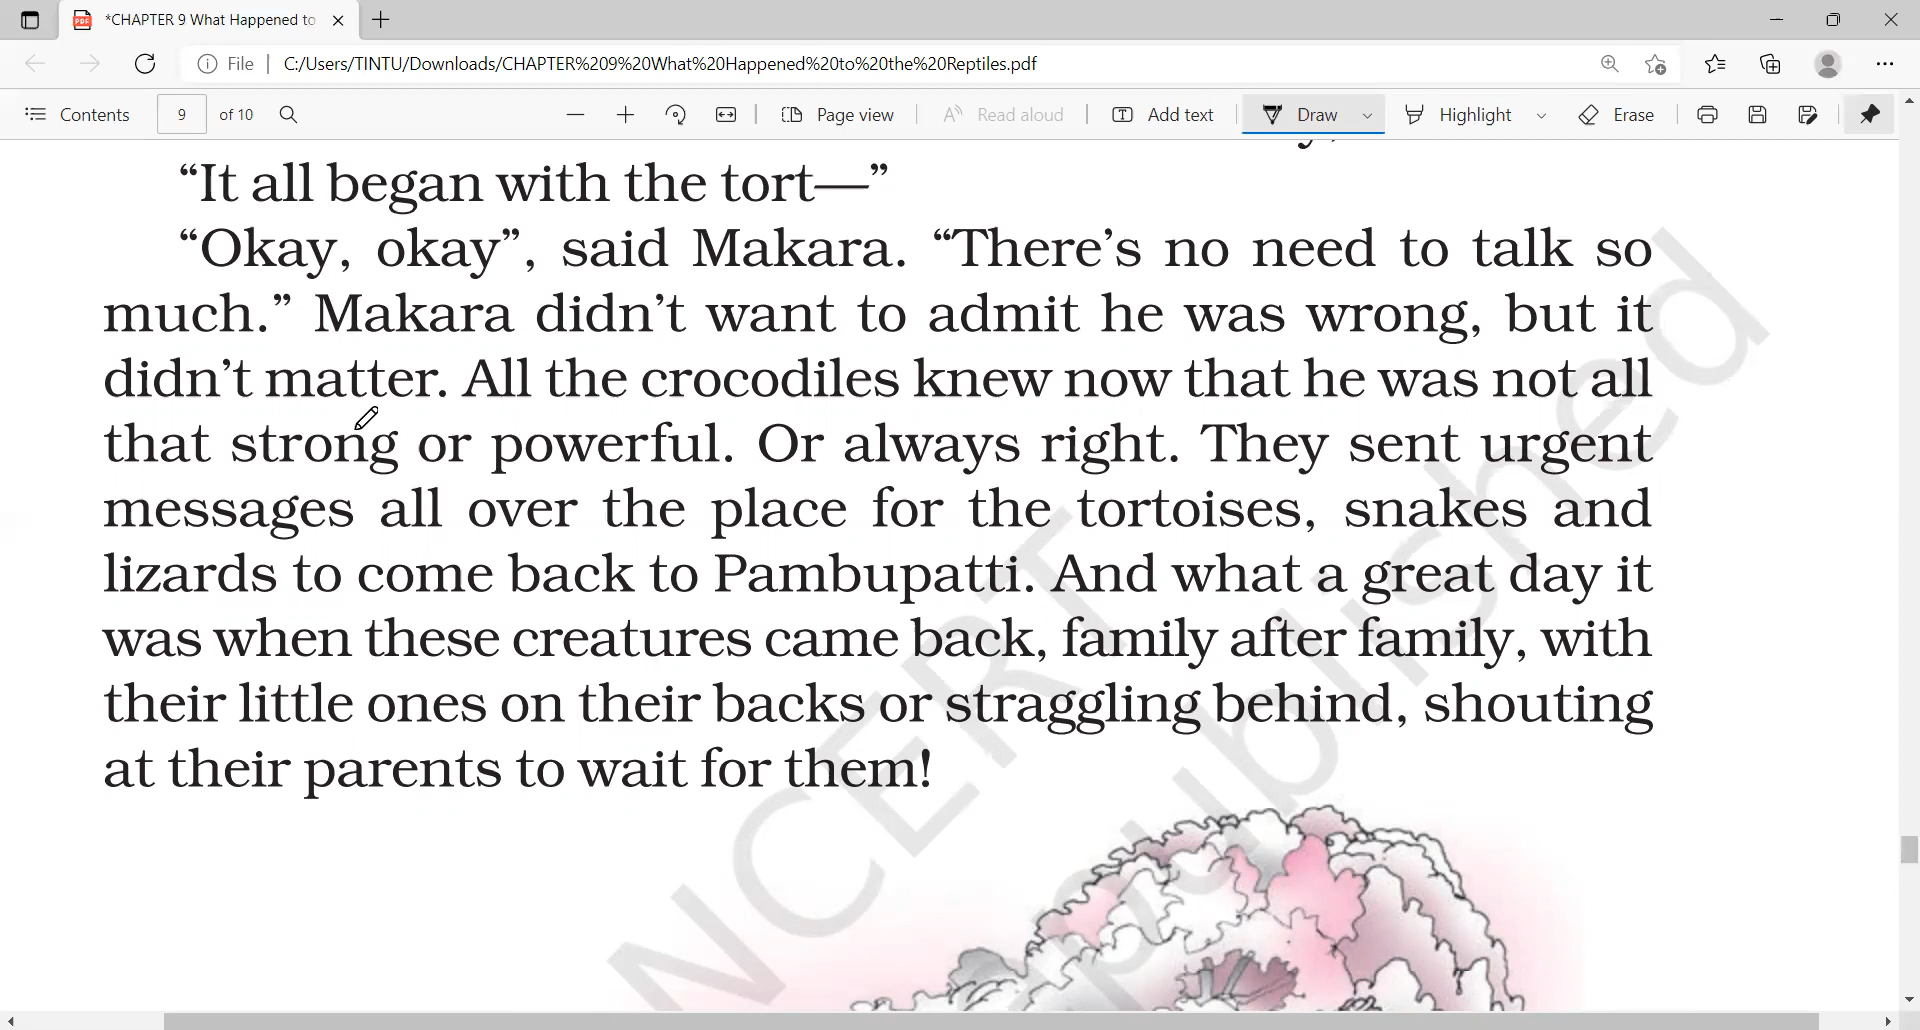 *CHAPTER 9 What Happened to
File
C:/Users/TINTU/Downloads/CHAPTER%209%20What%20Happened%20to%20the%20Reptiles.pdf
Contents 9 of 10 Page view Read aloud Add text Draw Highlight Erase
“It all began with the tort—”
“Okay, okay”, said Makara. “There’s no need to talk so
much.” Makara didn’t want to admit he was wrong, but it
didn’t matter. All the crocodiles knew now that he was not all
that strong or powerful. Or always right. They sent urgent
messages all over the place for the tortoises, snakes and
lizards to come back to Pambupatti. And what a great day it
was when these creatures came back, family after family, with
their little ones on their backs or straggling behind, shouting
at their parents to wait for them!
NCERT
republished